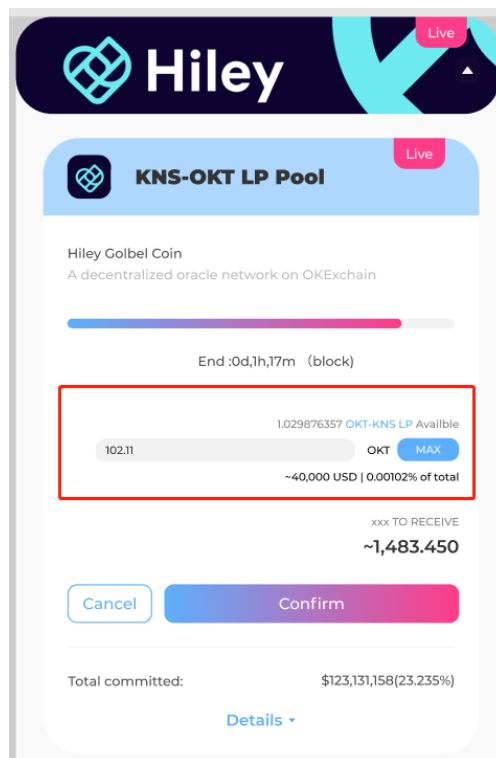 Live
Hiley
Live
KNS-OKT LP Pool
Hiley Golbel Coin
A decentralized oracle network on OKExchain
End :0d,1h,17m （block)
1.029876357 OKT-KNS LP Availble
102.11 OKT MAX
~40,000 USD | 0.00102% of total
xxx TO RECEIVE
~1,483.450
Cancel Confirm
Total committed: $123,131,158(23.235%)
Details